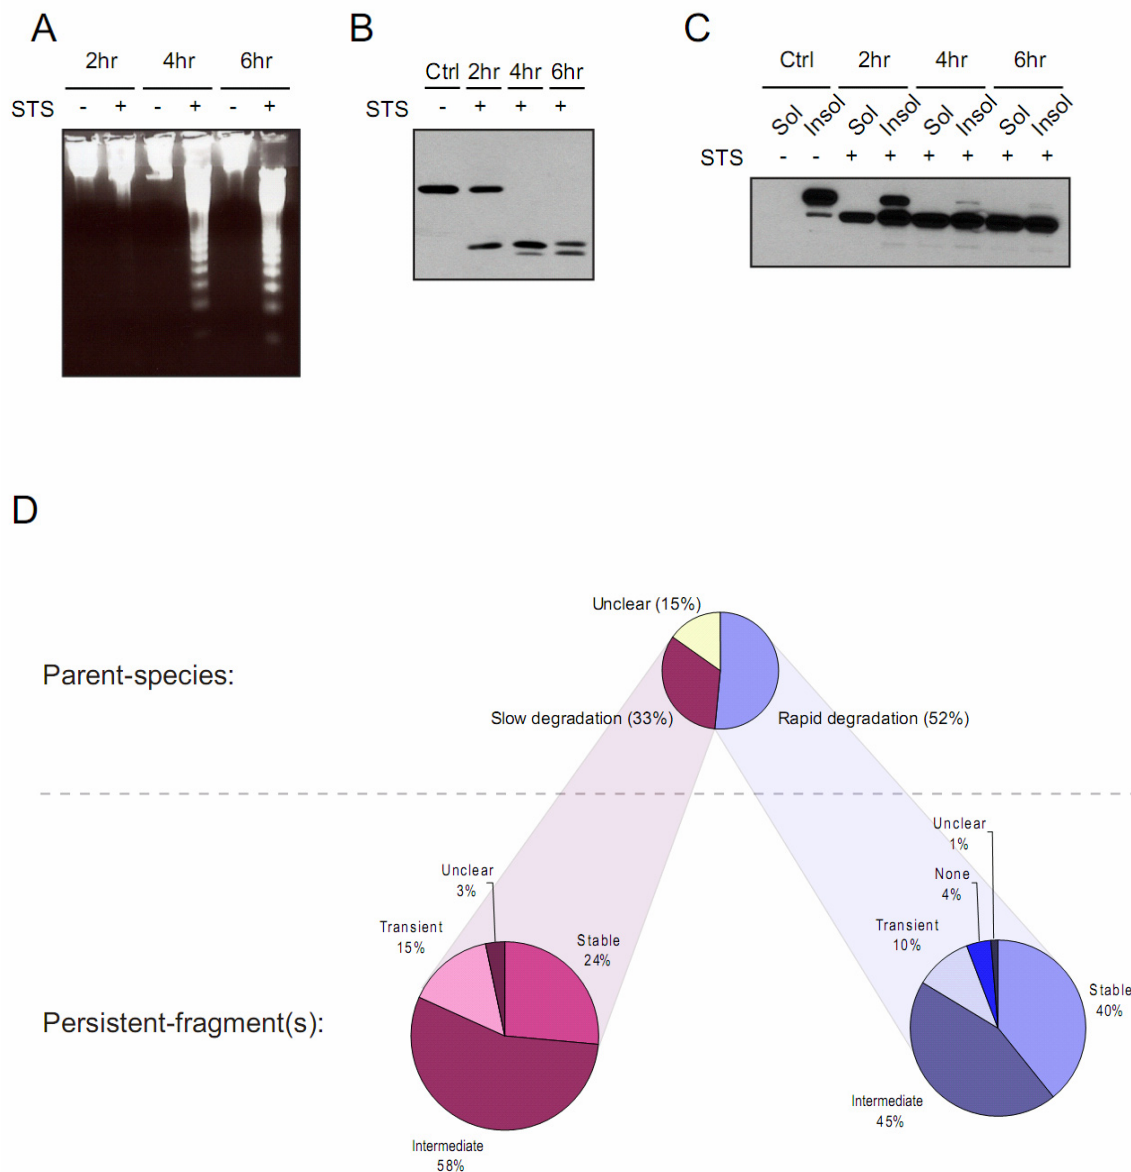 A
2hr 4hr 6hr
STS - + - + - +
B
Ctrl 2hr 4hr 6hr
STS - + + +
C
Ctrl 2hr 4hr 6hr
Sol Insol Sol Insol Sol Insol Sol Insol
STS - - + + + + + +
D
Parent-species:
Unclear (15%)
Slow degradation (33%)
Rapid degradation (52%)
Persistent-fragment(s):
Unclear
3%
Transient
15%
Stable
24%
Intermediate
58%
Unclear
1%
None
4%
Transient
10%
Stable
40%
Intermediate
45%